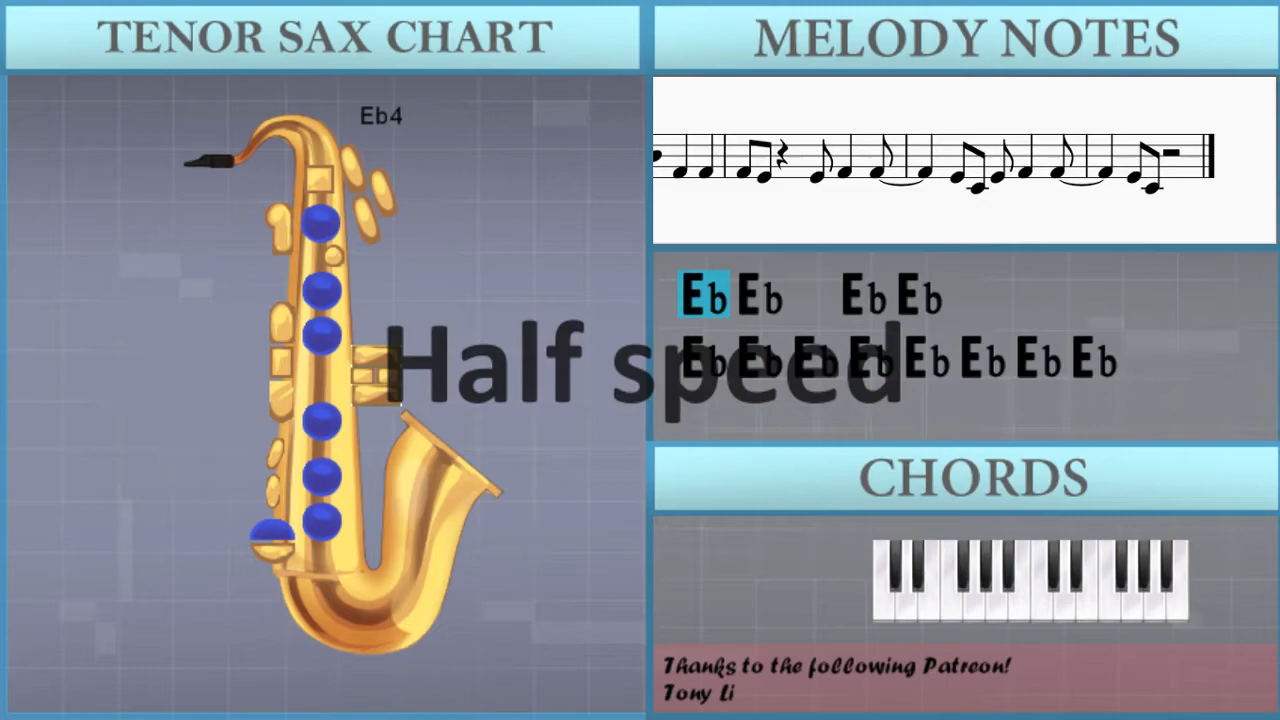 TENOR SAX CHART
MELODY NOTES
Eb4
Eb Eb Eb Eb
Eb Eb Eb Eb Eb Eb Eb Eb
Half speed
CHORDS
Thanks to the following Patreon!
Tony Li